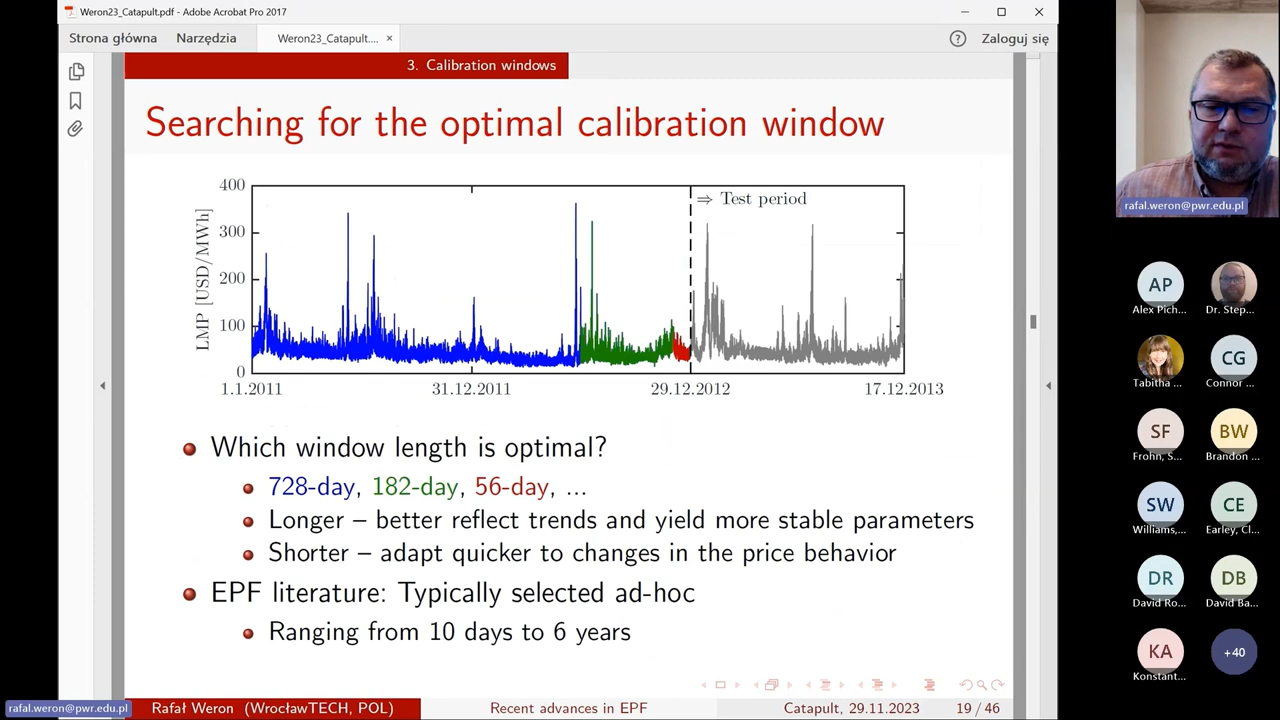 Weron23_Catapult.pdf - Adobe Acrobat Pro 2017
Strona główna
Narzędzia
Weron23_Catapult....
×
Zaloguj się
3. Calibration windows
Searching for the optimal calibration window
400
300
200
100
0
LMP [USD/MWh]
⇒ Test period
1.1.2011
31.12.2011
29.12.2012
17.12.2013
Which window length is optimal?
728-day, 182-day, 56-day, ...
Longer – better reflect trends and yield more stable parameters
Shorter – adapt quicker to changes in the price behavior
EPF literature: Typically selected ad-hoc
Ranging from 10 days to 6 years
Rafał Weron (WrocławTECH, POL)
Recent advances in EPF
Catapult, 29.11.2023
19 / 46
rafal.weron@pwr.edu.pl
rafal.weron@pwr.edu.pl
AP
Alex Pich...
Dr. Step...
Tabitha ...
CG
Connor ...
SF
Frohn, S...
BW
Brandon ...
SW
Williams,...
CE
Earley, Cl...
DR
David Ro...
DB
David Ba...
KA
Konstant...
+40